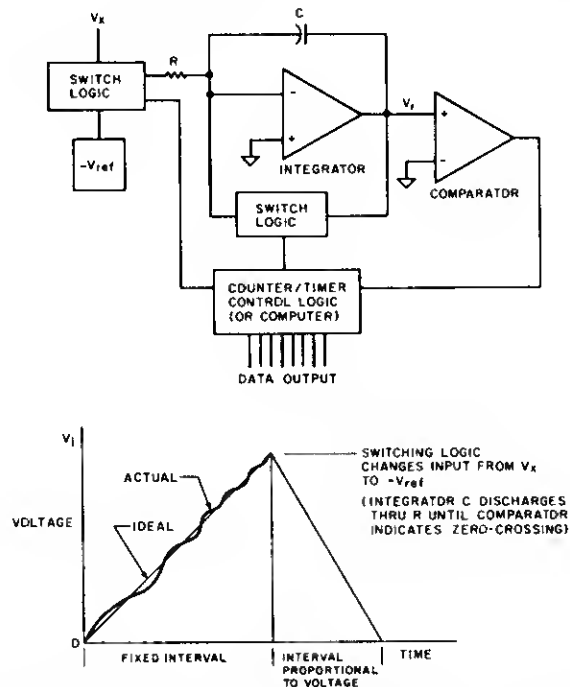 Vx
C
R
SWITCH
LOGIC
-Vref
-
+
INTEGRATOR
Vr
+
-
COMPARATOR
SWITCH
LOGIC
COUNTER/TIMER
CONTROL LOGIC
(OR COMPUTER)
DATA OUTPUT
Vi
ACTUAL
IDEAL
VOLTAGE
0
FIXED INTERVAL
INTERVAL
PROPORTIONAL
TO VOLTAGE
TIME
SWITCHING LOGIC
CHANGES INPUT FROM Vx
TO -Vref
(INTEGRATOR C DISCHARGES
THRU R UNTIL COMPARATOR
INDICATES ZERO-CROSSING)